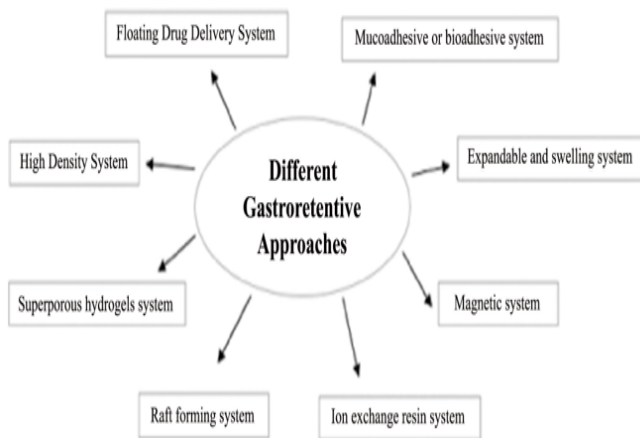 Floating Drug Delivery System
Mucoadhesive or bioadhesive system
High Density System
Different
Gastroretentive
Approaches
Expandable and swelling system
Superporous hydrogels system
Magnetic system
Raft forming system
Ion exchange resin system